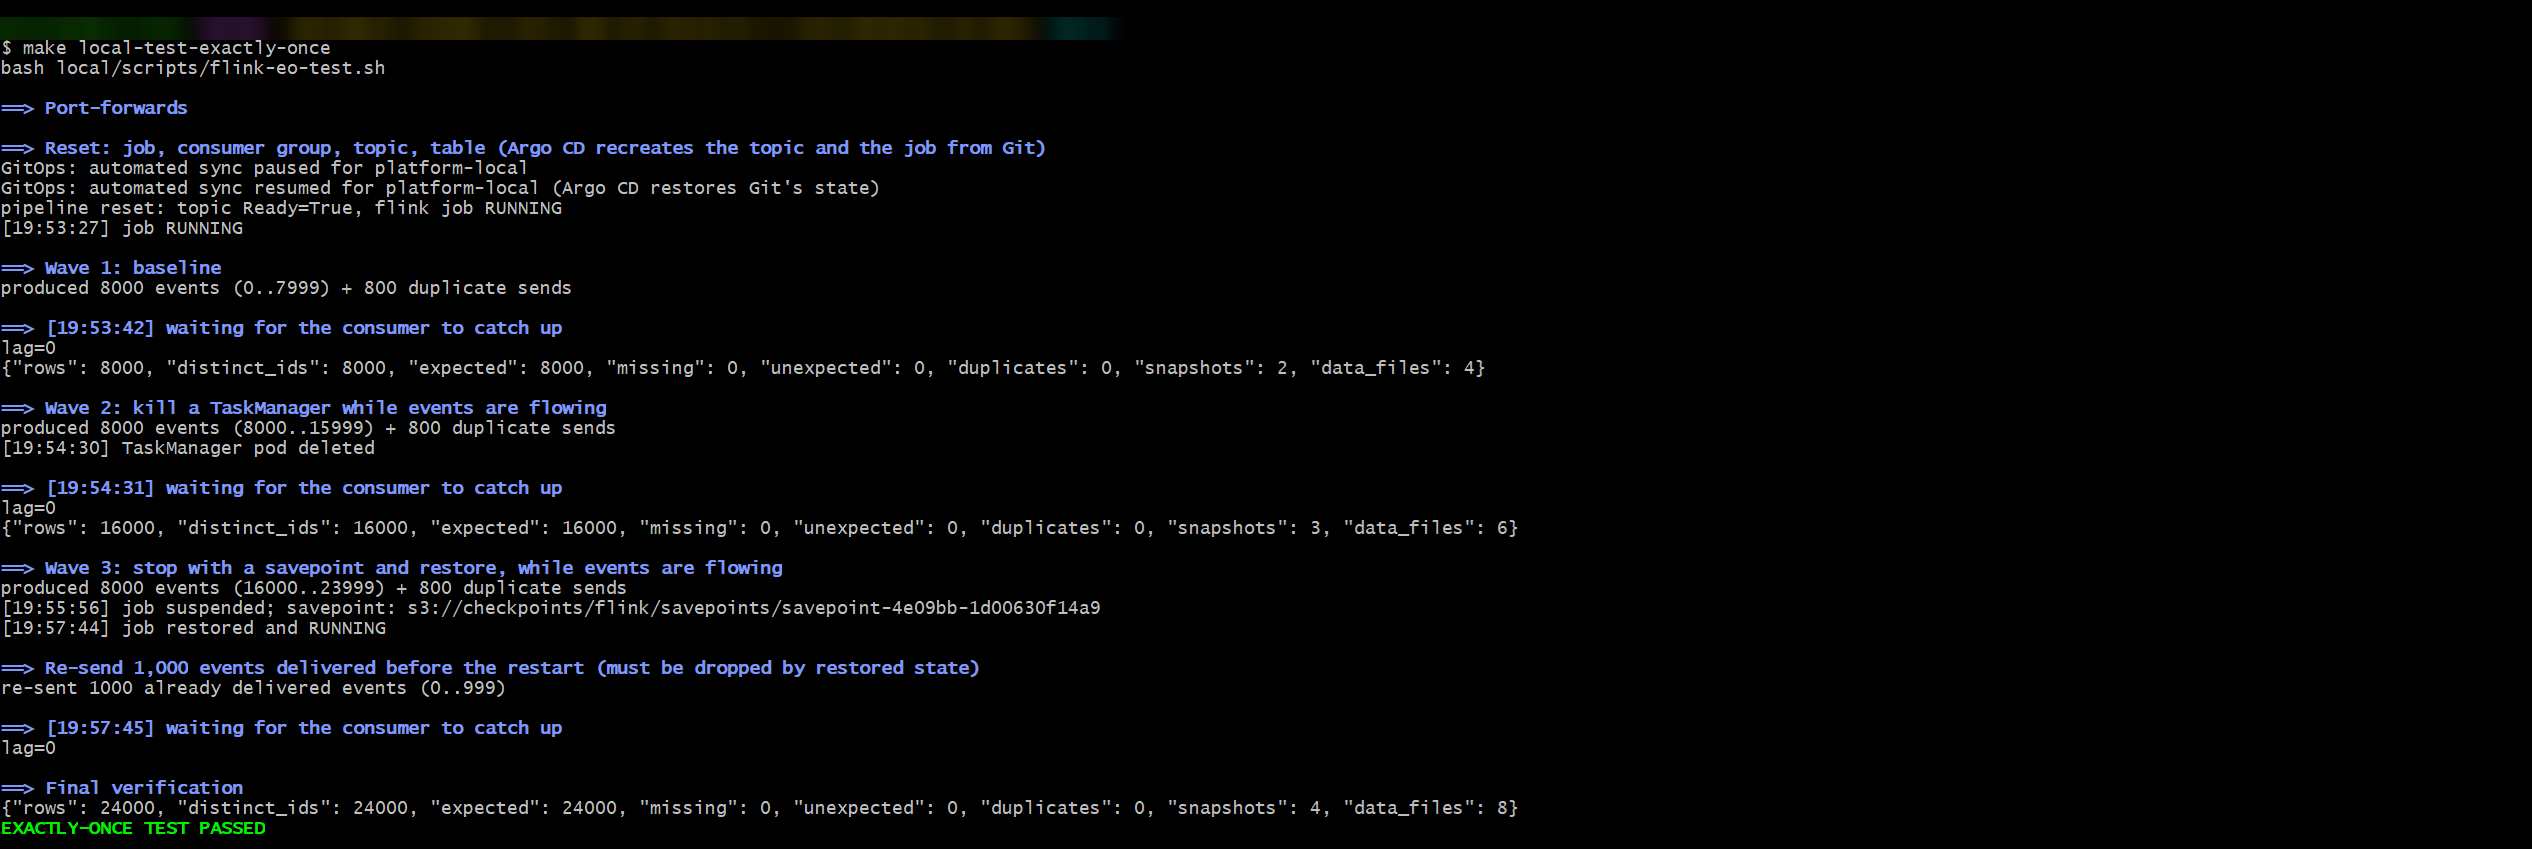 $ make local-test-exactly-once
bash local/scripts/flink-eo-test.sh
==> Port-forwards
==> Reset: job, consumer group, topic, table (Argo CD recreates the topic and the job from Git)
GitOps: automated sync paused for platform-local
GitOps: automated sync resumed for platform-local (Argo CD restores Git's state)
pipeline reset: topic Ready=True, flink job RUNNING
[19:53:27] job RUNNING
==> Wave 1: baseline
produced 8000 events (0..7999) + 800 duplicate sends
==> [19:53:42] waiting for the consumer to catch up
lag=0
{"rows": 8000, "distinct_ids": 8000, "expected": 8000, "missing": 0, "unexpected": 0, "duplicates": 0, "snapshots": 2, "data_files": 4}
==> Wave 2: kill a TaskManager while events are flowing
produced 8000 events (8000..15999) + 800 duplicate sends
[19:54:30] TaskManager pod deleted
==> [19:54:31] waiting for the consumer to catch up
lag=0
{"rows": 16000, "distinct_ids": 16000, "expected": 16000, "missing": 0, "unexpected": 0, "duplicates": 0, "snapshots": 3, "data_files": 6}
==> Wave 3: stop with a savepoint and restore, while events are flowing
produced 8000 events (16000..23999) + 800 duplicate sends
[19:55:56] job suspended; savepoint: s3://checkpoints/flink/savepoints/savepoint-4e09bb-1d00630f14a9
[19:57:44] job restored and RUNNING
==> Re-send 1,000 events delivered before the restart (must be dropped by restored state)
re-sent 1000 already delivered events (0..999)
==> [19:57:45] waiting for the consumer to catch up
lag=0
==> Final verification
{"rows": 24000, "distinct_ids": 24000, "expected": 24000, "missing": 0, "unexpected": 0, "duplicates": 0, "snapshots": 4, "data_files": 8}
EXACTLY-ONCE TEST PASSED